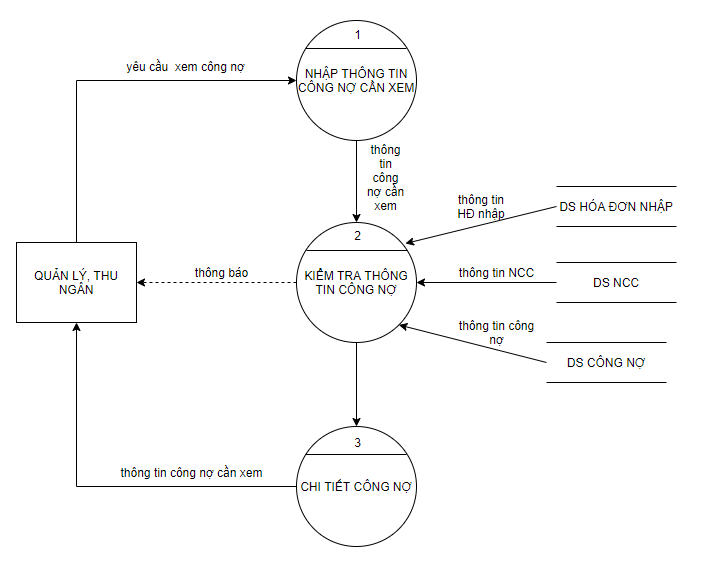 1
NHẬP THÔNG TIN
CÔNG NỢ CẦN XEM
yêu cầu xem công nợ
thông
tin
công
nợ cần
xem
thông tin
HĐ nhập
DS HÓA ĐƠN NHẬP
2
KIỂM TRA THÔNG
TIN CÔNG NỢ
QUẢN LÝ, THU
NGÂN
thông báo
thông tin NCC
DS NCC
thông tin công
nợ
DS CÔNG NỢ
3
CHI TIẾT CÔNG NỢ
thông tin công nợ cần xem